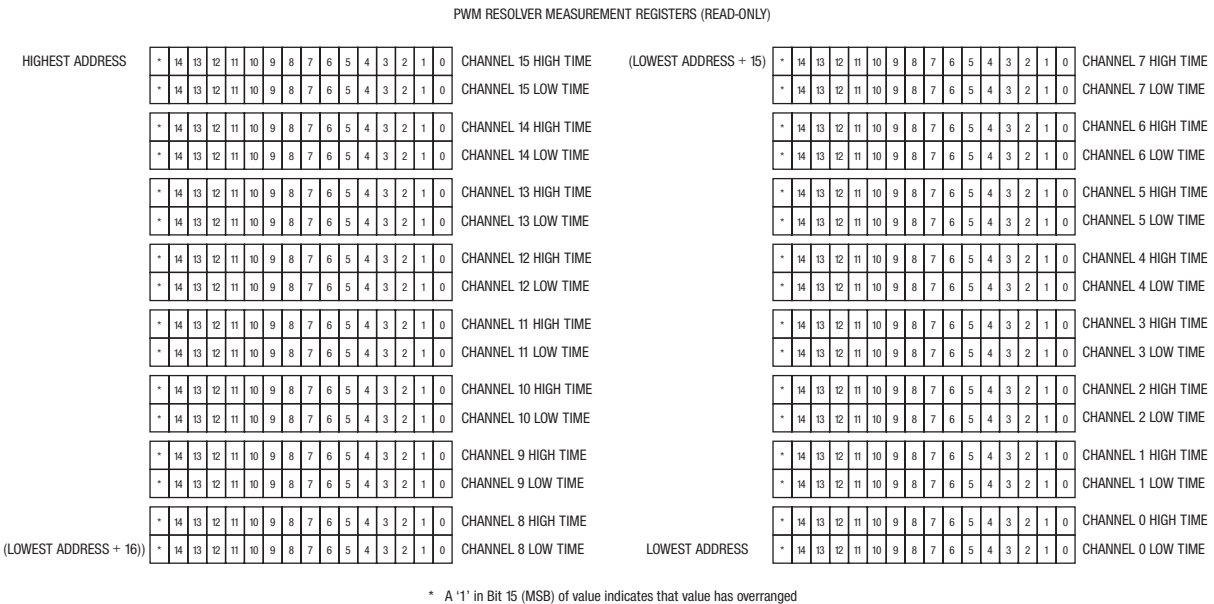 PWM RESOLVER MEASUREMENT REGISTERS (READ-ONLY)
HIGHEST ADDRESS * 14 13 12 11 10 9 8 7 6 5 4 3 2 1 0 CHANNEL 15 HIGH TIME
* 14 13 12 11 10 9 8 7 6 5 4 3 2 1 0 CHANNEL 15 LOW TIME
* 14 13 12 11 10 9 8 7 6 5 4 3 2 1 0 CHANNEL 14 HIGH TIME
* 14 13 12 11 10 9 8 7 6 5 4 3 2 1 0 CHANNEL 14 LOW TIME
* 14 13 12 11 10 9 8 7 6 5 4 3 2 1 0 CHANNEL 13 HIGH TIME
* 14 13 12 11 10 9 8 7 6 5 4 3 2 1 0 CHANNEL 13 LOW TIME
* 14 13 12 11 10 9 8 7 6 5 4 3 2 1 0 CHANNEL 12 HIGH TIME
* 14 13 12 11 10 9 8 7 6 5 4 3 2 1 0 CHANNEL 12 LOW TIME
* 14 13 12 11 10 9 8 7 6 5 4 3 2 1 0 CHANNEL 11 HIGH TIME
* 14 13 12 11 10 9 8 7 6 5 4 3 2 1 0 CHANNEL 11 LOW TIME
* 14 13 12 11 10 9 8 7 6 5 4 3 2 1 0 CHANNEL 10 HIGH TIME
* 14 13 12 11 10 9 8 7 6 5 4 3 2 1 0 CHANNEL 10 LOW TIME
* 14 13 12 11 10 9 8 7 6 5 4 3 2 1 0 CHANNEL 9 HIGH TIME
* 14 13 12 11 10 9 8 7 6 5 4 3 2 1 0 CHANNEL 9 LOW TIME
* 14 13 12 11 10 9 8 7 6 5 4 3 2 1 0 CHANNEL 8 HIGH TIME
(LOWEST ADDRESS + 16)) * 14 13 12 11 10 9 8 7 6 5 4 3 2 1 0 CHANNEL 8 LOW TIME
(LOWEST ADDRESS + 15) * 14 13 12 11 10 9 8 7 6 5 4 3 2 1 0 CHANNEL 7 HIGH TIME
* 14 13 12 11 10 9 8 7 6 5 4 3 2 1 0 CHANNEL 7 LOW TIME
* 14 13 12 11 10 9 8 7 6 5 4 3 2 1 0 CHANNEL 6 HIGH TIME
* 14 13 12 11 10 9 8 7 6 5 4 3 2 1 0 CHANNEL 6 LOW TIME
* 14 13 12 11 10 9 8 7 6 5 4 3 2 1 0 CHANNEL 5 HIGH TIME
* 14 13 12 11 10 9 8 7 6 5 4 3 2 1 0 CHANNEL 5 LOW TIME
* 14 13 12 11 10 9 8 7 6 5 4 3 2 1 0 CHANNEL 4 HIGH TIME
* 14 13 12 11 10 9 8 7 6 5 4 3 2 1 0 CHANNEL 4 LOW TIME
* 14 13 12 11 10 9 8 7 6 5 4 3 2 1 0 CHANNEL 3 HIGH TIME
* 14 13 12 11 10 9 8 7 6 5 4 3 2 1 0 CHANNEL 3 LOW TIME
* 14 13 12 11 10 9 8 7 6 5 4 3 2 1 0 CHANNEL 2 HIGH TIME
* 14 13 12 11 10 9 8 7 6 5 4 3 2 1 0 CHANNEL 2 LOW TIME
* 14 13 12 11 10 9 8 7 6 5 4 3 2 1 0 CHANNEL 1 HIGH TIME
* 14 13 12 11 10 9 8 7 6 5 4 3 2 1 0 CHANNEL 1 LOW TIME
* 14 13 12 11 10 9 8 7 6 5 4 3 2 1 0 CHANNEL 0 HIGH TIME
LOWEST ADDRESS * 14 13 12 11 10 9 8 7 6 5 4 3 2 1 0 CHANNEL 0 LOW TIME
* A ‘1’ in Bit 15 (MSB) of value indicates that value has overranged